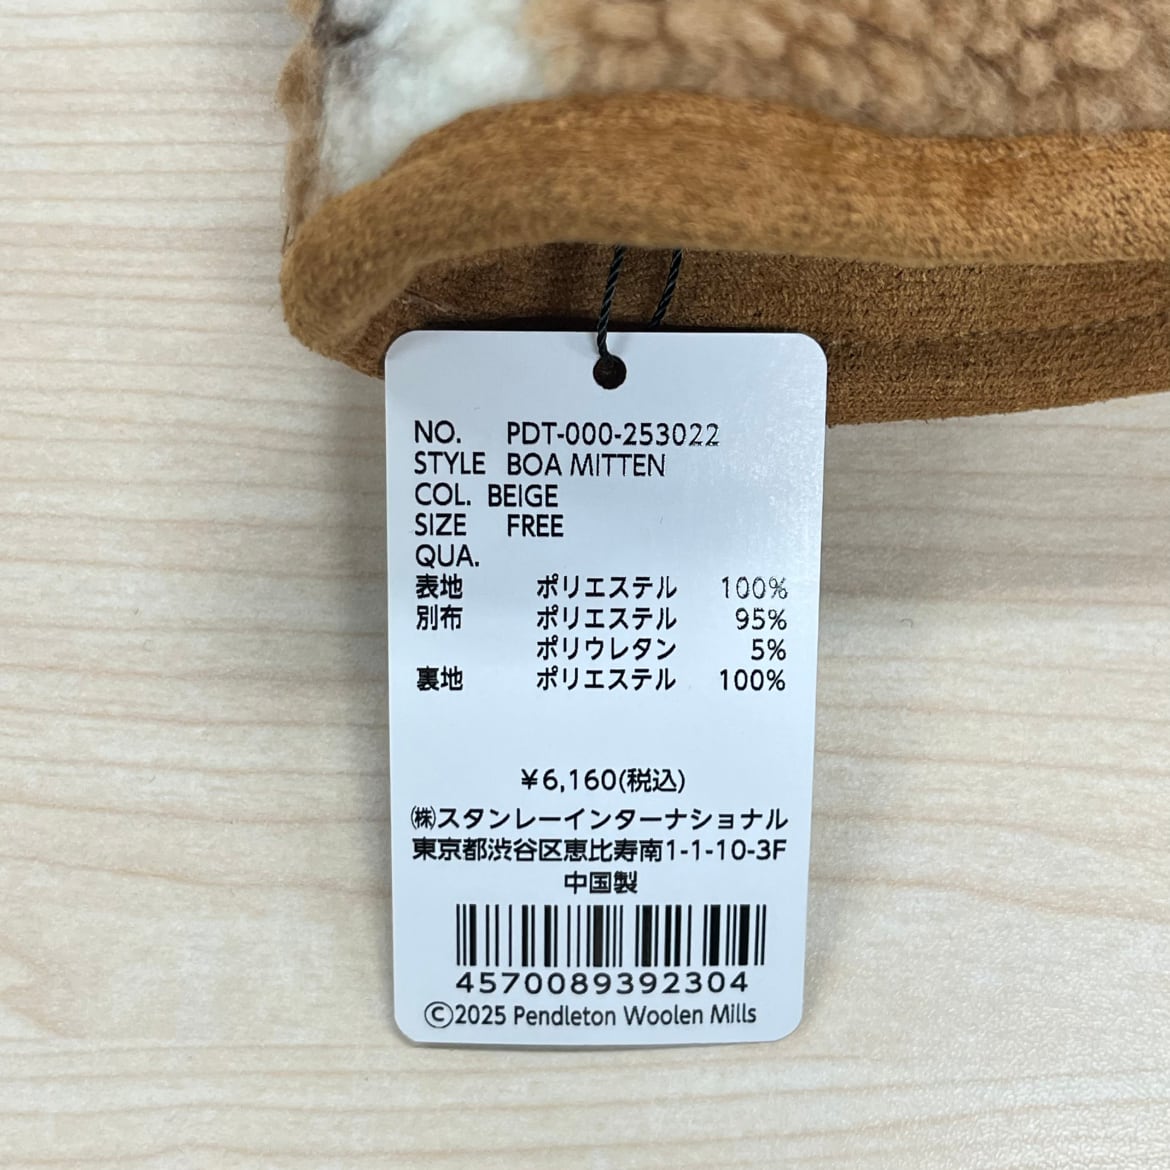 NO. PDT-000-253022
STYLE BOA MITTEN
COL. BEIGE
SIZE FREE
QUA.
表地 ポリエステル 100%
別布 ポリエステル 95%
ポリウレタン 5%
裏地 ポリエステル 100%
¥6,160(税込)
㈱スタンレーインターナショナル
東京都渋谷区恵比寿南1-1-10-3F
中国製
4570089392304
©2025 Pendleton Woolen Mills